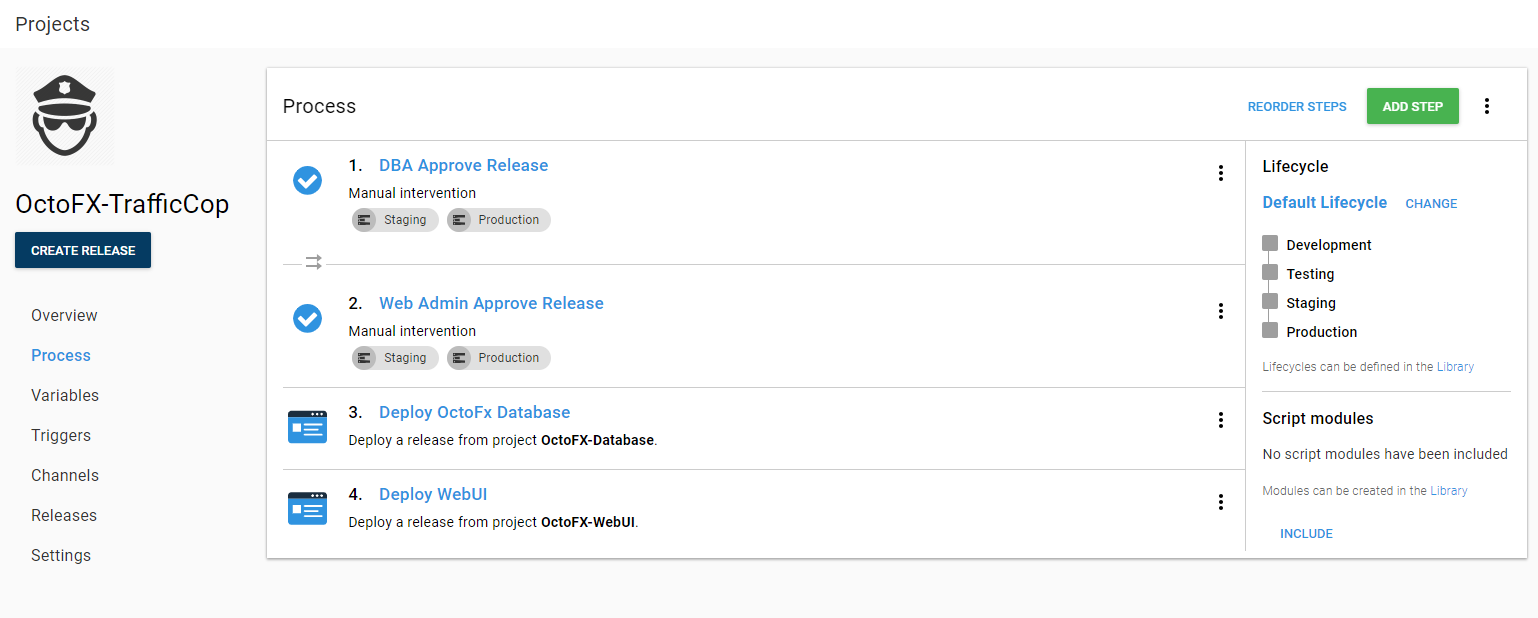 Projects
OctoFX-TrafficCop
CREATE RELEASE
Overview
Process
Variables
Triggers
Channels
Releases
Settings
Process
REORDER STEPS
ADD STEP
1. DBA Approve Release
Manual intervention
Staging Production
2. Web Admin Approve Release
Manual intervention
Staging Production
3. Deploy OctoFx Database
Deploy a release from project OctoFX-Database.
4. Deploy WebUI
Deploy a release from project OctoFX-WebUI.
Lifecycle
Default Lifecycle CHANGE
Development
Testing
Staging
Production
Lifecycles can be defined in the Library
Script modules
No script modules have been included
Modules can be created in the Library
INCLUDE